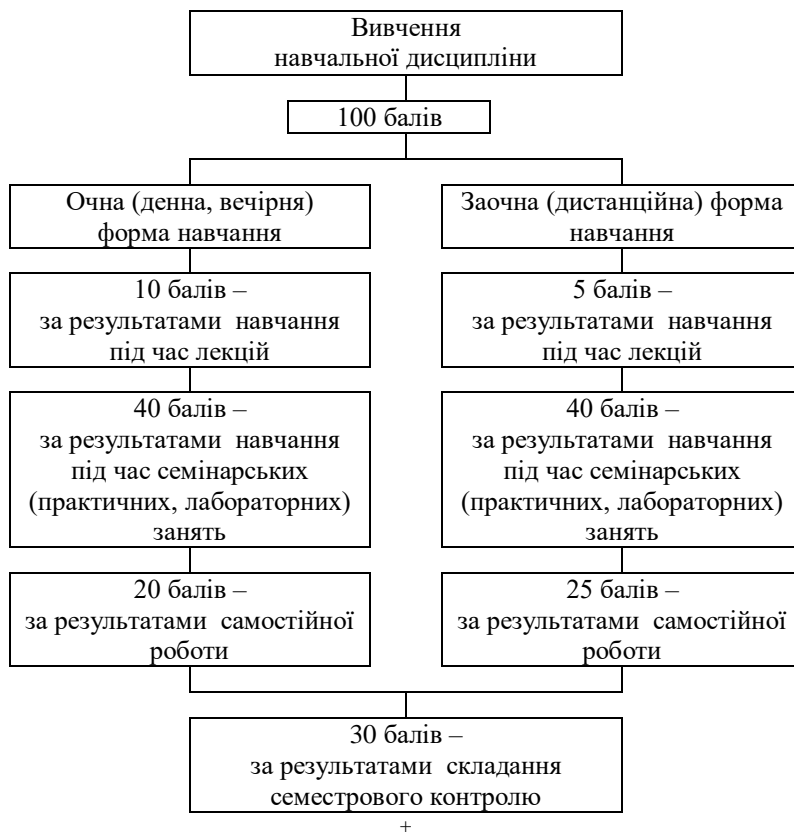 Вивчення
навчальної дисципліни
100 балів
Очна (денна, вечірня)
форма навчання
Заочна (дистанційна) форма
навчання
10 балів –
за результатами навчання
під час лекцій
5 балів –
за результатами навчання
під час лекцій
40 балів –
за результатами навчання
під час семінарських
(практичних, лабораторних)
занять
40 балів –
за результатами навчання
під час семінарських
(практичних, лабораторних)
занять
20 балів –
за результатами самостійної
роботи
25 балів –
за результатами самостійної
роботи
30 балів –
за результатами складання
семестрового контролю
+